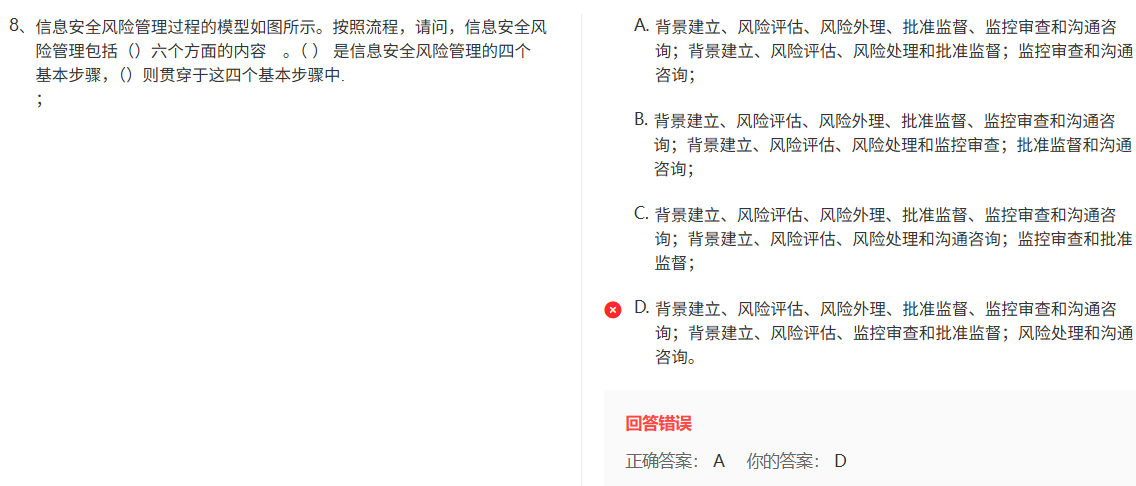 8、信息安全风险管理过程的模型如图所示。按照流程，请问，信息安全风
险管理包括（）六个方面的内容 。（ ） 是信息安全风险管理的四个
基本步骤，（）则贯穿于这四个基本步骤中.
；
A. 背景建立、风险评估、风险外理、批准监督、监控审查和沟通咨
询；背景建立、风险评估、风险处理和批准监督；监控审查和沟通
咨询；
B. 背景建立、风险评估、风险外理、批准监督、监控审查和沟通咨
询；背景建立、风险评估、风险处理和监控审查；批准监督和沟通
咨询；
C. 背景建立、风险评估、风险外理、批准监督、监控审查和沟通咨
询；背景建立、风险评估、风险处理和沟通咨询；监控审查和批准
监督；
D. 背景建立、风险评估、风险外理、批准监督、监控审查和沟通咨
询；背景建立、风险评估、监控审查和批准监督；风险处理和沟通
咨询。
回答错误
正确答案： A 你的答案： D